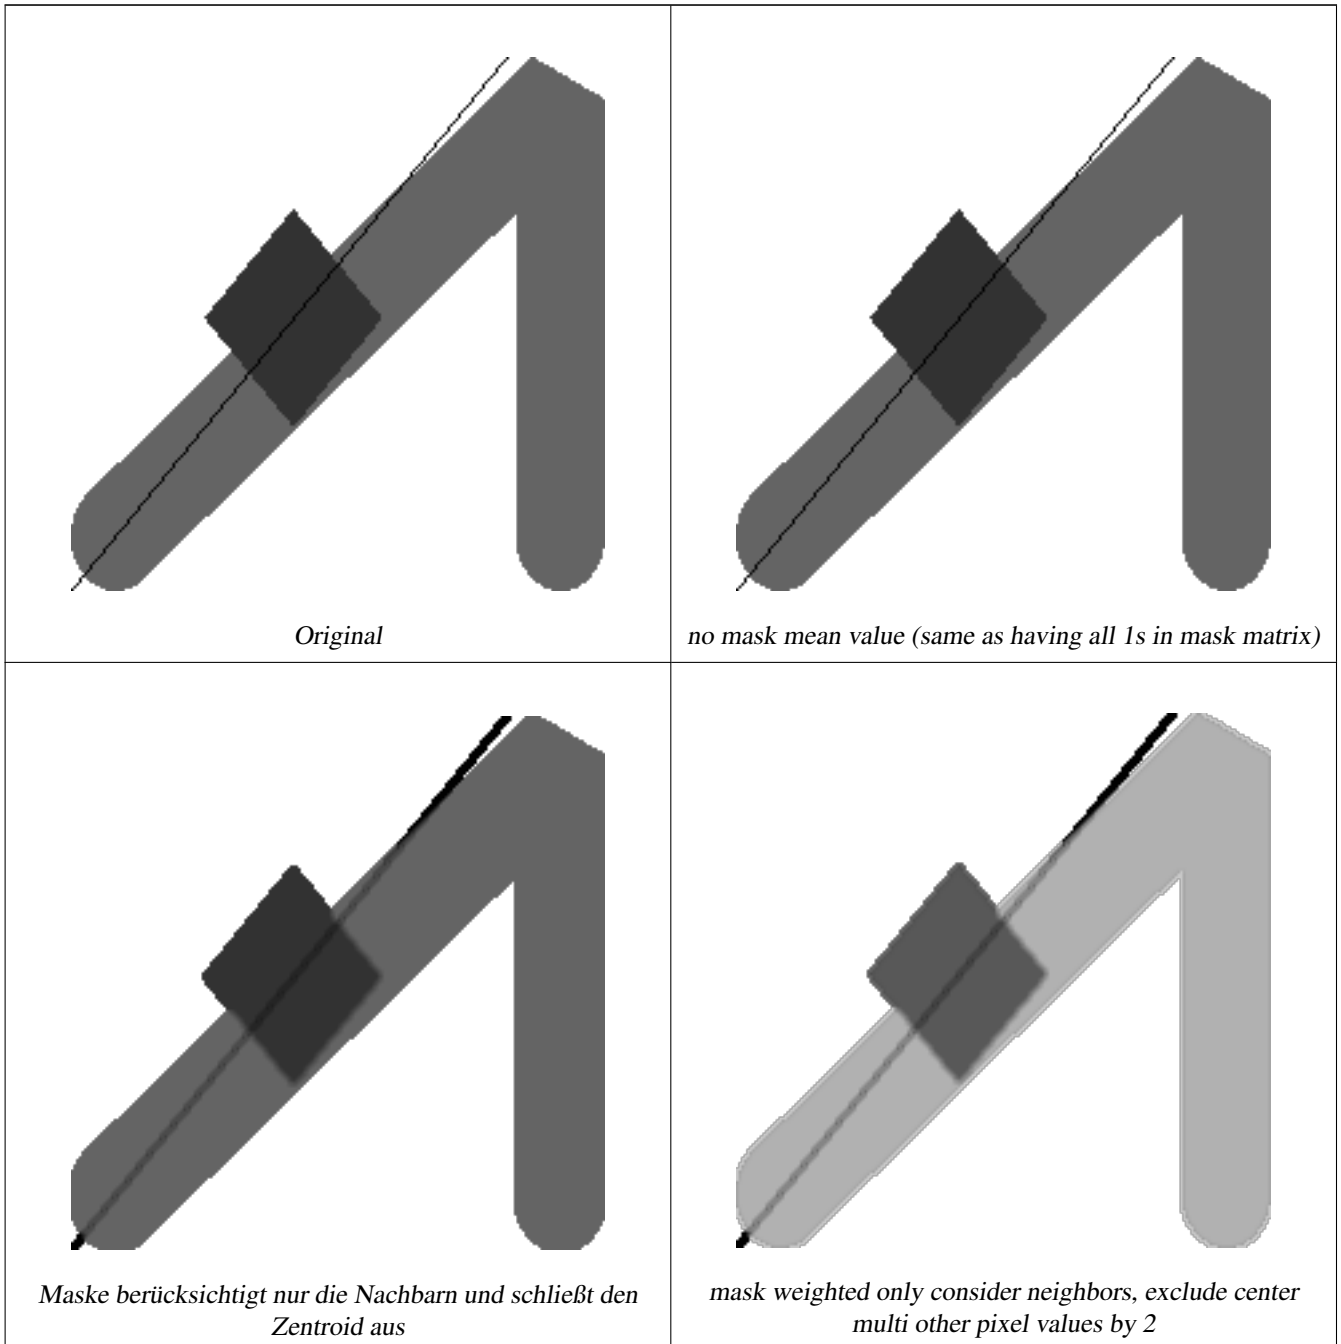 Original
no mask mean value (same as having all 1s in mask matrix)
Maske berücksichtigt nur die Nachbarn und schließt den
Zentroid aus
mask weighted only consider neighbors, exclude center
multi other pixel values by 2